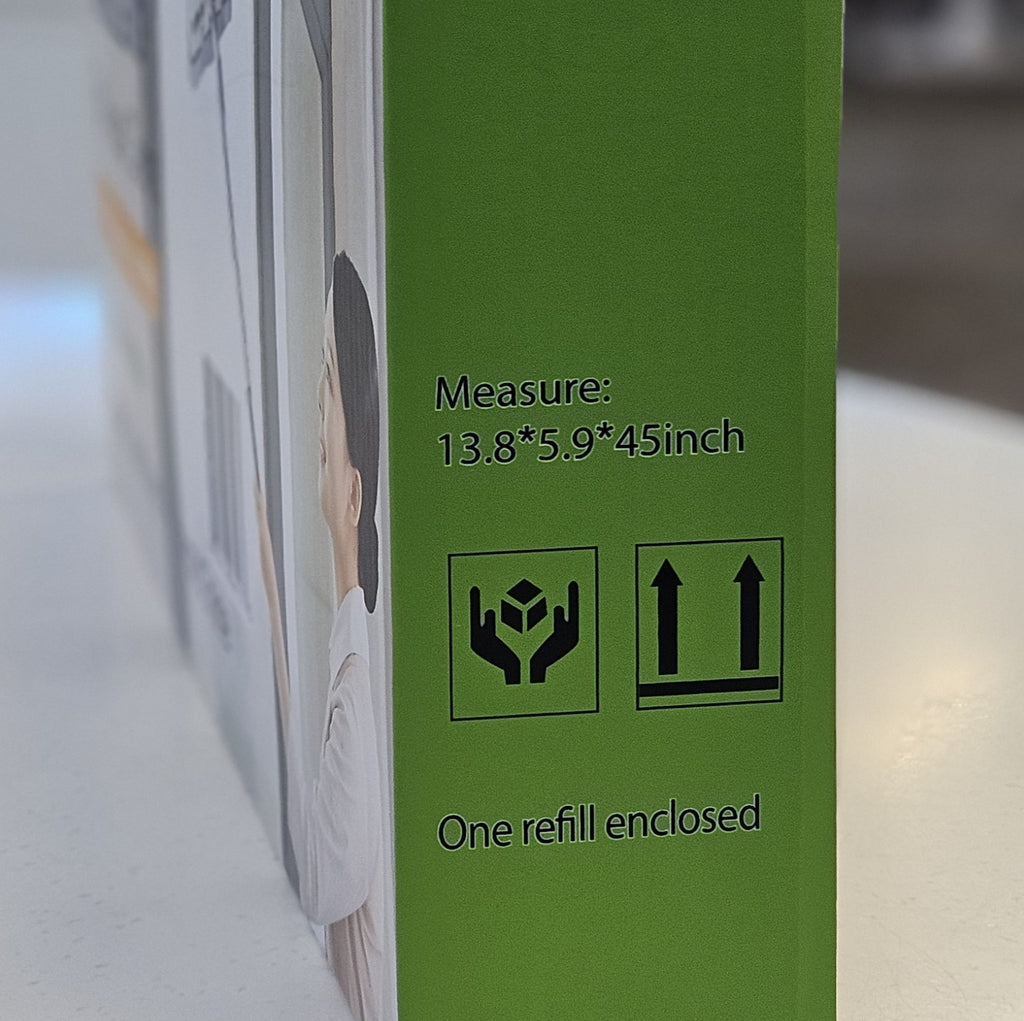 Measure:
13.8*5.9*45inch
One refill enclosed